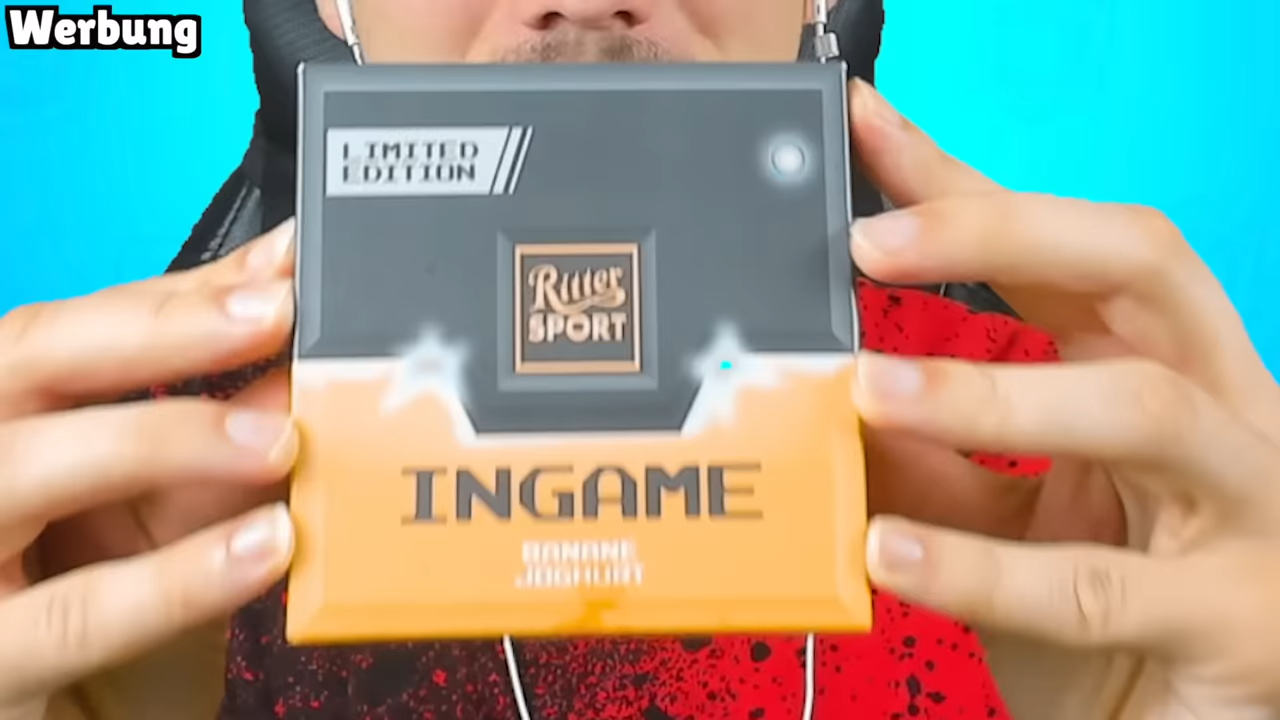 Werbung
LIMITED
EDITION
Ritter
SPORT
INGAME
BANANE
JOGHURT